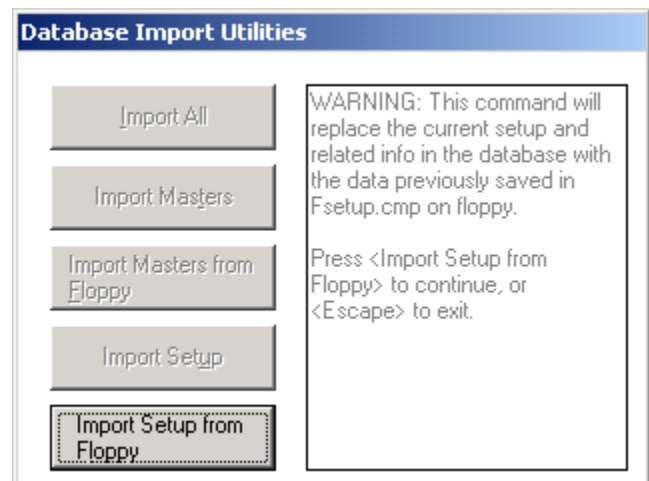 Database Import Utilities
Import All
Import Masters
Import Masters from
Floppy
Import Setup
Import Setup from
Floppy
WARNING: This command will
replace the current setup and
related info in the database with
the data previously saved in
Fsetup.cmp on floppy.
Press <Import Setup from
Floppy> to continue, or
<Escape> to exit.